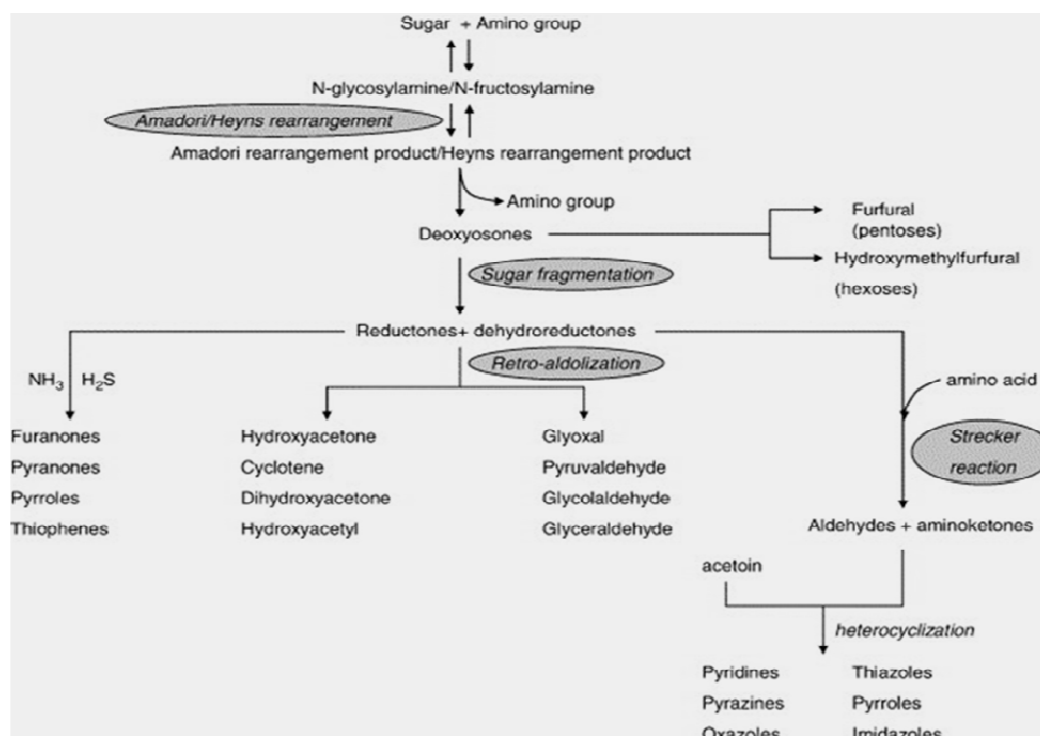 Sugar + Amino group
N-glycosylamine/N-fructosylamine
Amadori/Heyns rearrangement
Amadori rearrangement product/Heyns rearrangement product
Amino group
Deoxyosones
Furfural
(pentoses)
Hydroxymethylfurfural
(hexoses)
Sugar fragmentation
Reductones+ dehydroreductones
Retro-aldolization
NH3 H2S
amino acid
Strecker
reaction
Furanones
Pyranones
Pyrroles
Thiophenes
Hydroxyacetone
Cyclotene
Dihydroxyacetone
Hydroxyacetyl
Glyoxal
Pyruvaldehyde
Glycolaldehyde
Glyceraldehyde
Aldehydes + aminoketones
acetoin
heterocyclization
Pyridines
Pyrazines
Oxazoles
Thiazoles
Pyrroles
Imidazoles